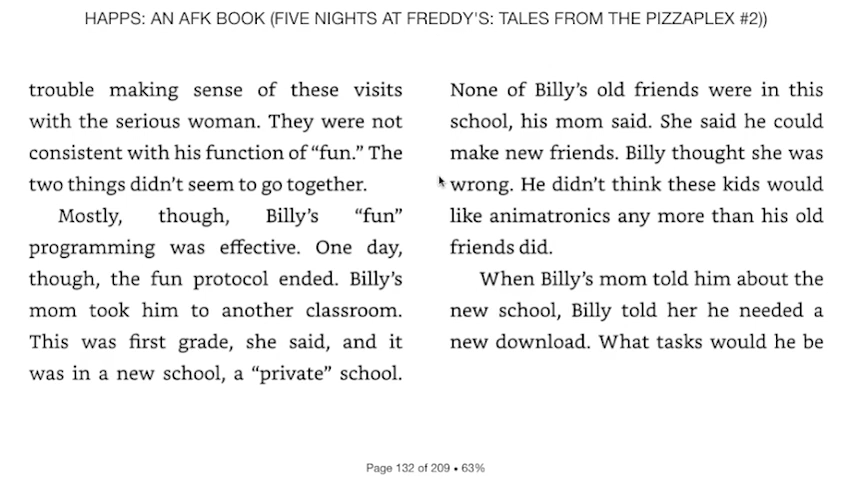 HAPPS: AN AFK BOOK (FIVE NIGHTS AT FREDDY'S: TALES FROM THE PIZZAPLEX #2))
trouble making sense of these visits
with the serious woman. They were not
consistent with his function of “fun.” The
two things didn’t seem to go together.
Mostly, though, Billy’s “fun”
programming was effective. One day,
though, the fun protocol ended. Billy’s
mom took him to another classroom.
This was first grade, she said, and it
was in a new school, a “private” school.
None of Billy’s old friends were in this
school, his mom said. She said he could
make new friends. Billy thought she was
wrong. He didn’t think these kids would
like animatronics any more than his old
friends did.
When Billy’s mom told him about the
new school, Billy told her he needed a
new download. What tasks would he be
Page 132 of 209 • 63%